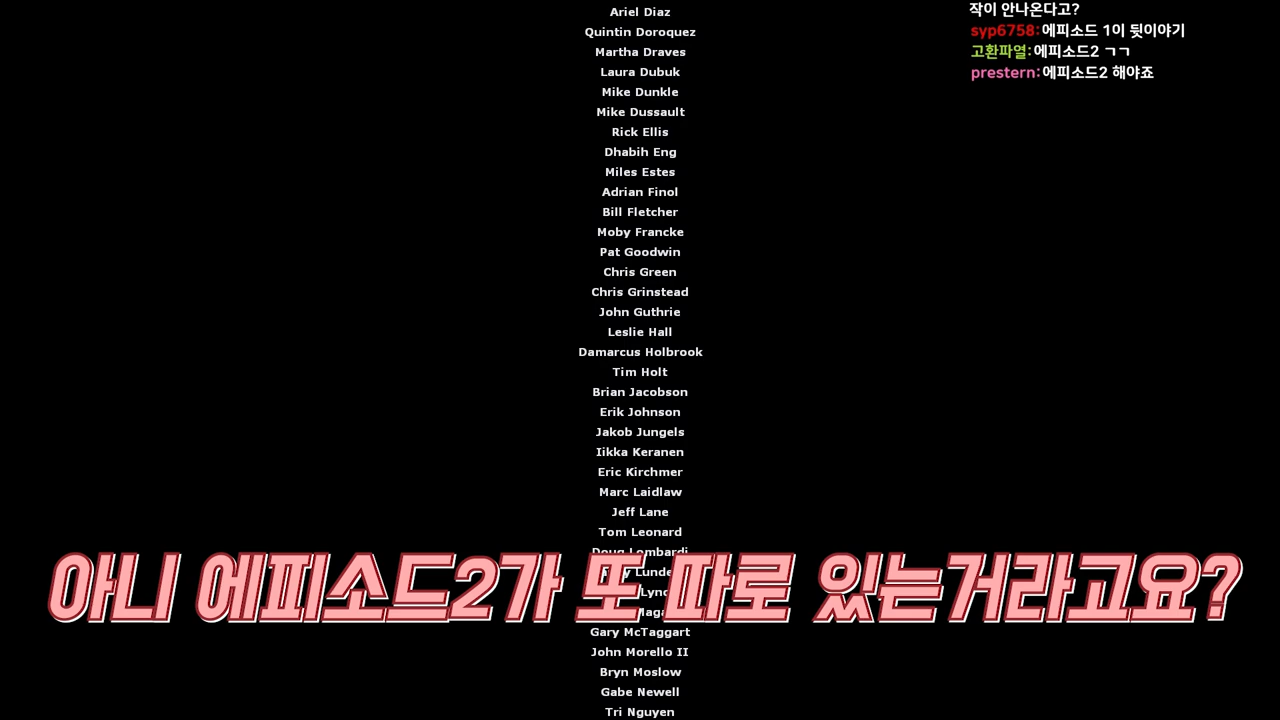 작이 안나온다고?
syp6758: 에피소드 1이 뒷이야기
고환파열: 에피소드2 ㄱㄱ
prestern: 에피소드2 해야죠
Ariel Diaz
Quintin Doroquez
Martha Draves
Laura Dubuk
Mike Dunkle
Mike Dussault
Rick Ellis
Dhabih Eng
Miles Estes
Adrian Finol
Bill Fletcher
Moby Francke
Pat Goodwin
Chris Green
Chris Grinstead
John Guthrie
Leslie Hall
Damarcus Holbrook
Tim Holt
Brian Jacobson
Erik Johnson
Jakob Jungels
Iikka Keranen
Eric Kirchmer
Marc Laidlaw
Jeff Lane
Tom Leonard
Doug Lombardi
아니 에피소드2가 또 따로 있는거라고요?
Gary McTaggart
John Morello II
Bryn Moslow
Gabe Newell
Tri Nguyen